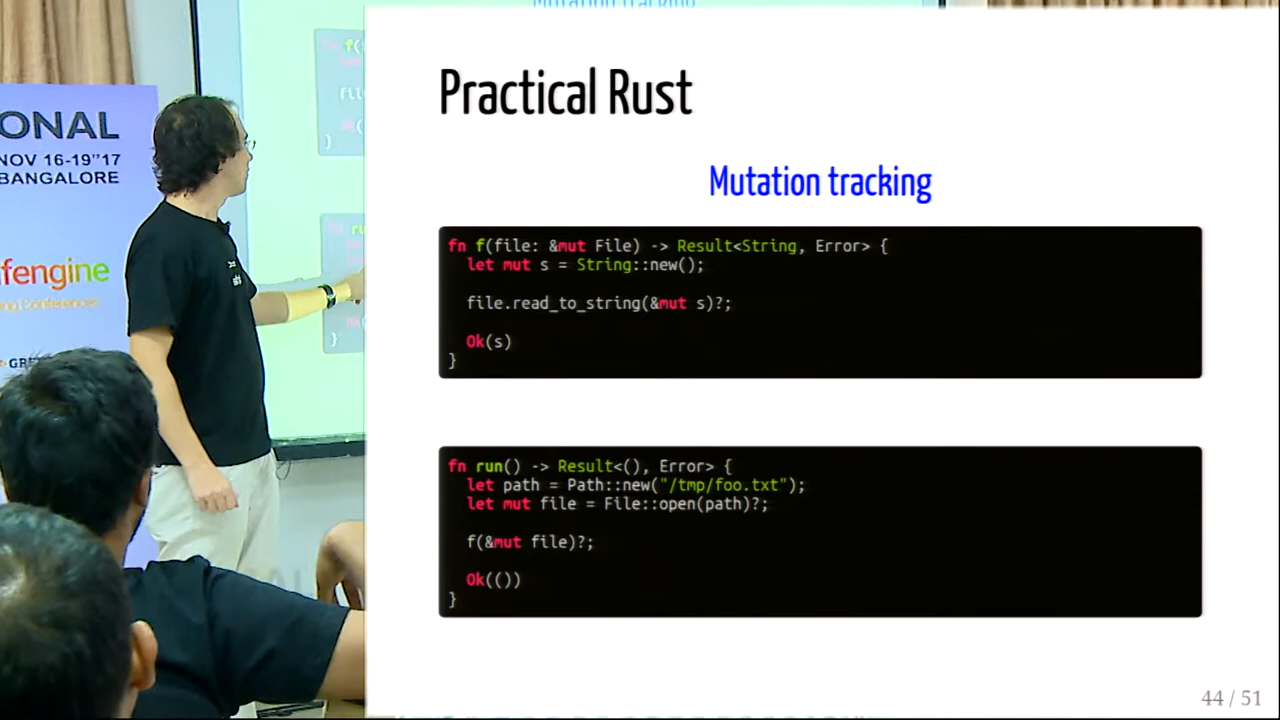 Mutation tracking
ONAL
NOV 16-19"17
BANGALORE
fengine
Practical Rust
Mutation tracking
fn f(file: &mut File) -> Result<String, Error> {
  let mut s = String::new();
  file.read_to_string(&mut s)?;
  Ok(s)
}
fn run() -> Result<(), Error> {
  let path = Path::new("/tmp/foo.txt");
  let mut file = File::open(path)?;
  f(&mut file)?;
  Ok(())
}
44 / 51